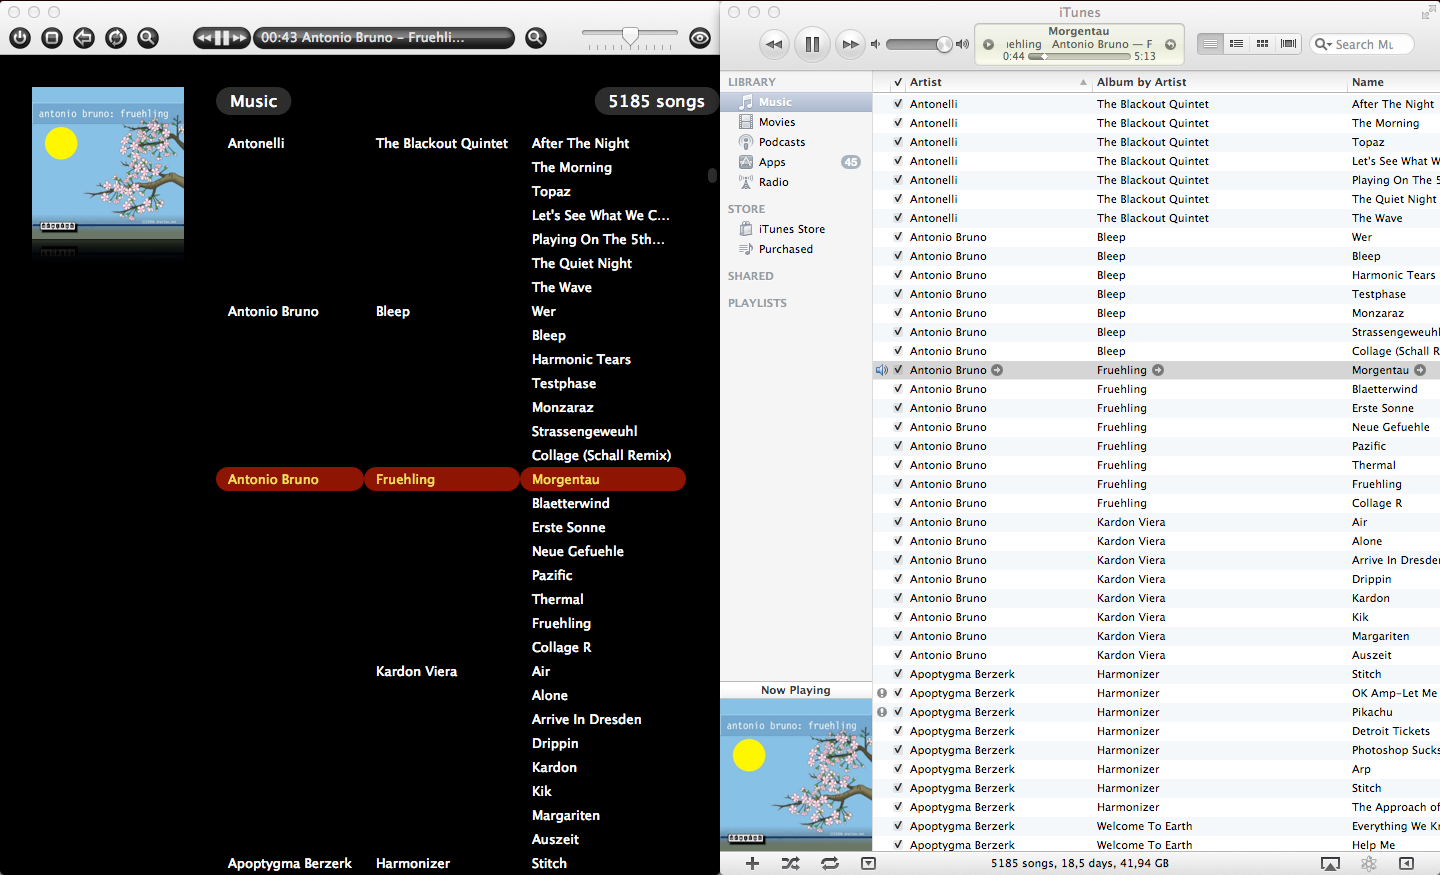 00:43 Antonio Bruno – Fruehli...
antonio bruno: fruehling
Music
5185 songs
Antonelli The Blackout Quintet After The Night
The Morning
Topaz
Let's See What We C...
Playing On The 5th...
The Quiet Night
The Wave
Antonio Bruno Bleep Wer
Bleep
Harmonic Tears
Testphase
Monzaraz
Strassengeweuhl
Collage (Schall Remix)
Antonio Bruno Fruehling Morgentau
Blaetterwind
Erste Sonne
Neue Gefuehle
Pazific
Thermal
Fruehling
Collage R
Kardon Viera Air
Alone
Arrive In Dresden
Drippin
Kardon
Kik
Margariten
Auszeit
Apoptygma Berzerk Harmonizer Stitch
iTunes
Morgentau
uehling Antonio Bruno — F
0:44 5:13
Search Mu
LIBRARY
Music
Movies
Podcasts
Apps 45
Radio
STORE
iTunes Store
Purchased
SHARED
PLAYLISTS
Now Playing
antonio bruno: fruehling
Artist Album by Artist Name
Antonelli The Blackout Quintet After The Night
Antonelli The Blackout Quintet The Morning
Antonelli The Blackout Quintet Topaz
Antonelli The Blackout Quintet Let's See What W
Antonelli The Blackout Quintet Playing On The 5
Antonelli The Blackout Quintet The Quiet Night
Antonelli The Blackout Quintet The Wave
Antonio Bruno Bleep Wer
Antonio Bruno Bleep Bleep
Antonio Bruno Bleep Harmonic Tears
Antonio Bruno Bleep Testphase
Antonio Bruno Bleep Monzaraz
Antonio Bruno Bleep Strassengeweuhl
Antonio Bruno Bleep Collage (Schall R
Antonio Bruno Fruehling Morgentau
Antonio Bruno Fruehling Blaetterwind
Antonio Bruno Fruehling Erste Sonne
Antonio Bruno Fruehling Neue Gefuehle
Antonio Bruno Fruehling Pazific
Antonio Bruno Fruehling Thermal
Antonio Bruno Fruehling Fruehling
Antonio Bruno Fruehling Collage R
Antonio Bruno Kardon Viera Air
Antonio Bruno Kardon Viera Alone
Antonio Bruno Kardon Viera Arrive In Dresden
Antonio Bruno Kardon Viera Drippin
Antonio Bruno Kardon Viera Kardon
Antonio Bruno Kardon Viera Kik
Antonio Bruno Kardon Viera Margariten
Antonio Bruno Kardon Viera Auszeit
Apoptygma Berzerk Harmonizer Stitch
Apoptygma Berzerk Harmonizer OK Amp-Let Me
Apoptygma Berzerk Harmonizer Pikachu
Apoptygma Berzerk Harmonizer Detroit Tickets
Apoptygma Berzerk Harmonizer Photoshop Sucks
Apoptygma Berzerk Harmonizer Arp
Apoptygma Berzerk Harmonizer Stitch
Apoptygma Berzerk Harmonizer The Approach of
Apoptygma Berzerk Welcome To Earth Everything We K
Apoptygma Berzerk Welcome To Earth Help Me
5185 songs, 18,5 days, 41,94 GB